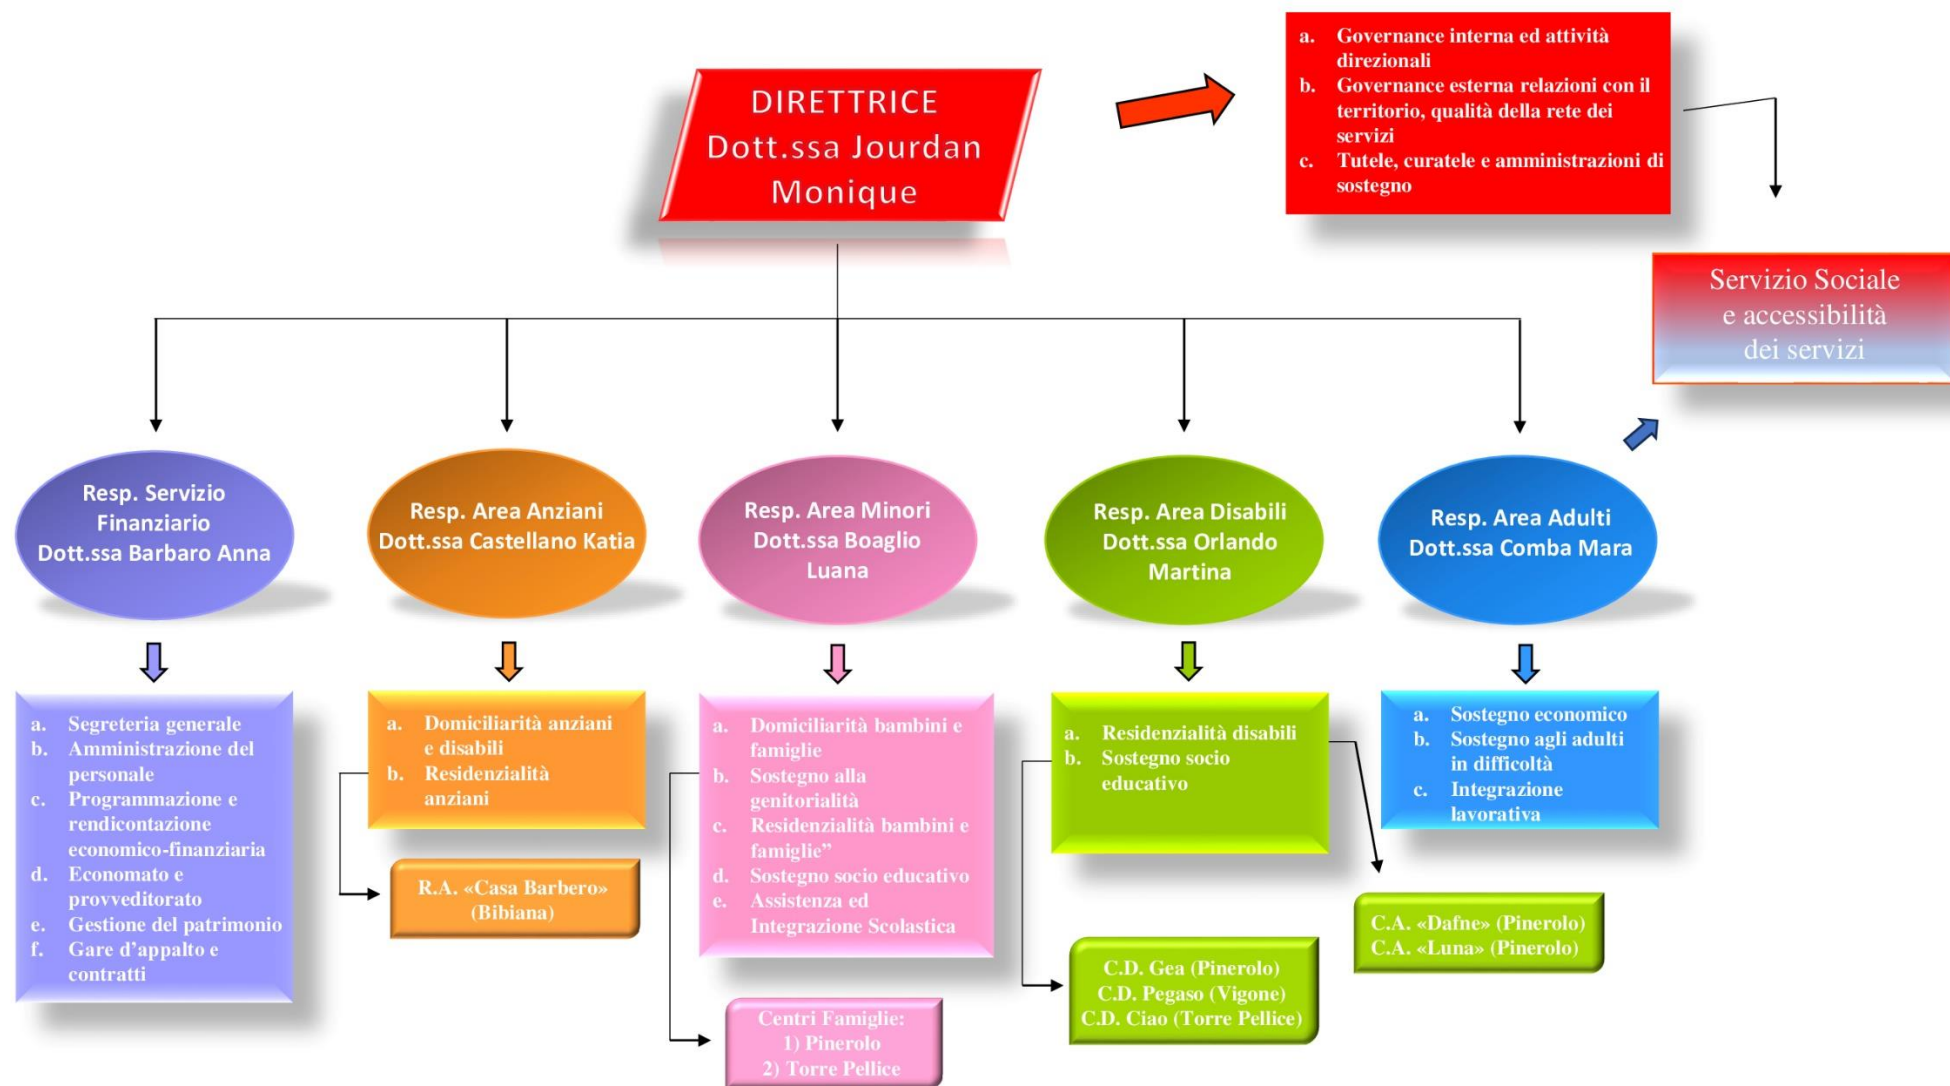 DIRETTRICE
Dott.ssa Jourdan
Monique
a. Governance interna ed attività
direzionali
b. Governance esterna relazioni con il
territorio, qualità della rete dei
servizi
c. Tutele, curatele e amministrazioni di
sostegno
Servizio Sociale
e accessibilità
dei servizi
Resp. Servizio
Finanziario
Dott.ssa Barbaro Anna
Resp. Area Anziani
Dott.ssa Castellano Katia
Resp. Area Minori
Dott.ssa Boaglio
Luana
Resp. Area Disabili
Dott.ssa Orlando
Martina
Resp. Area Adulti
Dott.ssa Comba Mara
a. Segreteria generale
b. Amministrazione del
personale
c. Programmazione e
rendicontazione
economico-finanziaria
d. Economato e
provveditorato
e. Gestione del patrimonio
f. Gare d'appalto e
contratti
a. Domiciliarità anziani
e disabili
b. Residenzialità
anziani
R.A. «Casa Barbero»
(Bibiana)
a. Domiciliarità bambini e
famiglie
b. Sostegno alla
genitorialità
c. Residenzialità bambini e
famiglie”
d. Sostegno socio educativo
e. Assistenza ed
Integrazione Scolastica
Centri Famiglie:
1) Pinerolo
2) Torre Pellice
a. Residenzialità disabili
b. Sostegno socio
educativo
C.D. Gea (Pinerolo)
C.D. Pegaso (Vigone)
C.D. Ciao (Torre Pellice)
C.A. «Dafne» (Pinerolo)
C.A. «Luna» (Pinerolo)
a. Sostegno economico
b. Sostegno agli adulti
in difficoltà
c. Integrazione
lavorativa